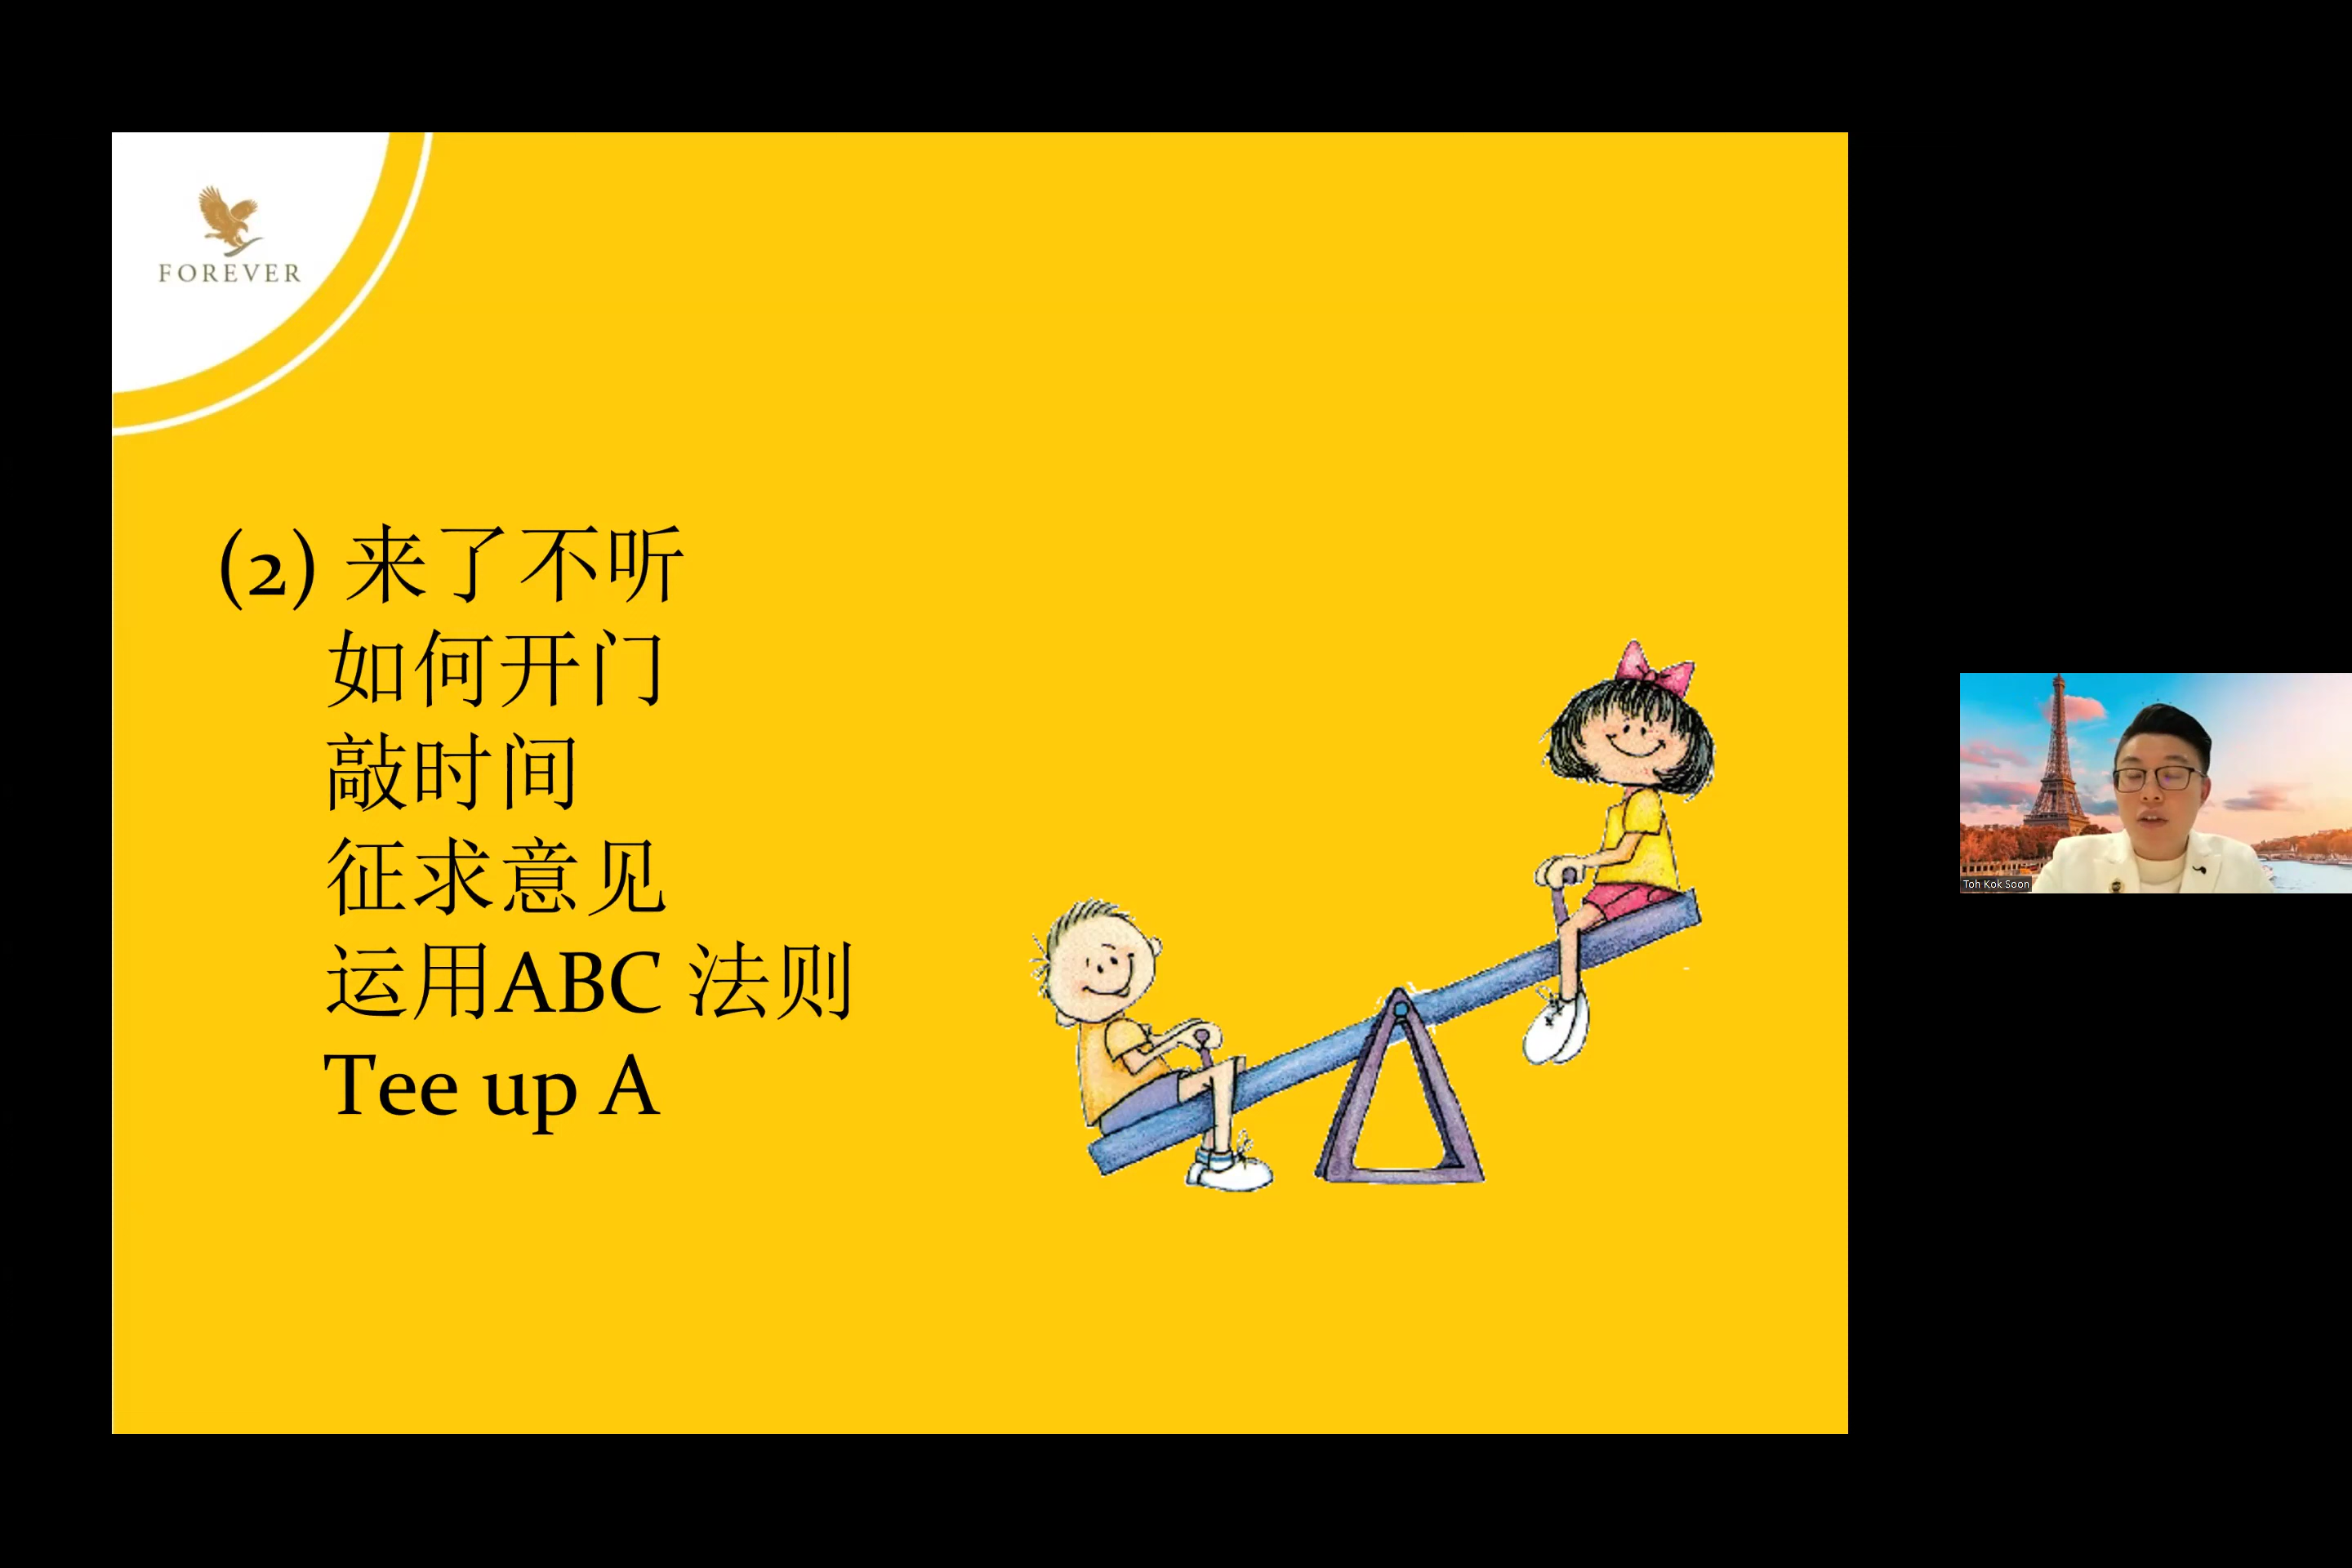 FOREVER
(2) 来了不听
如何开门
敲时间
征求意见
运用ABC 法则
Tee up A
Toh Kok Soon